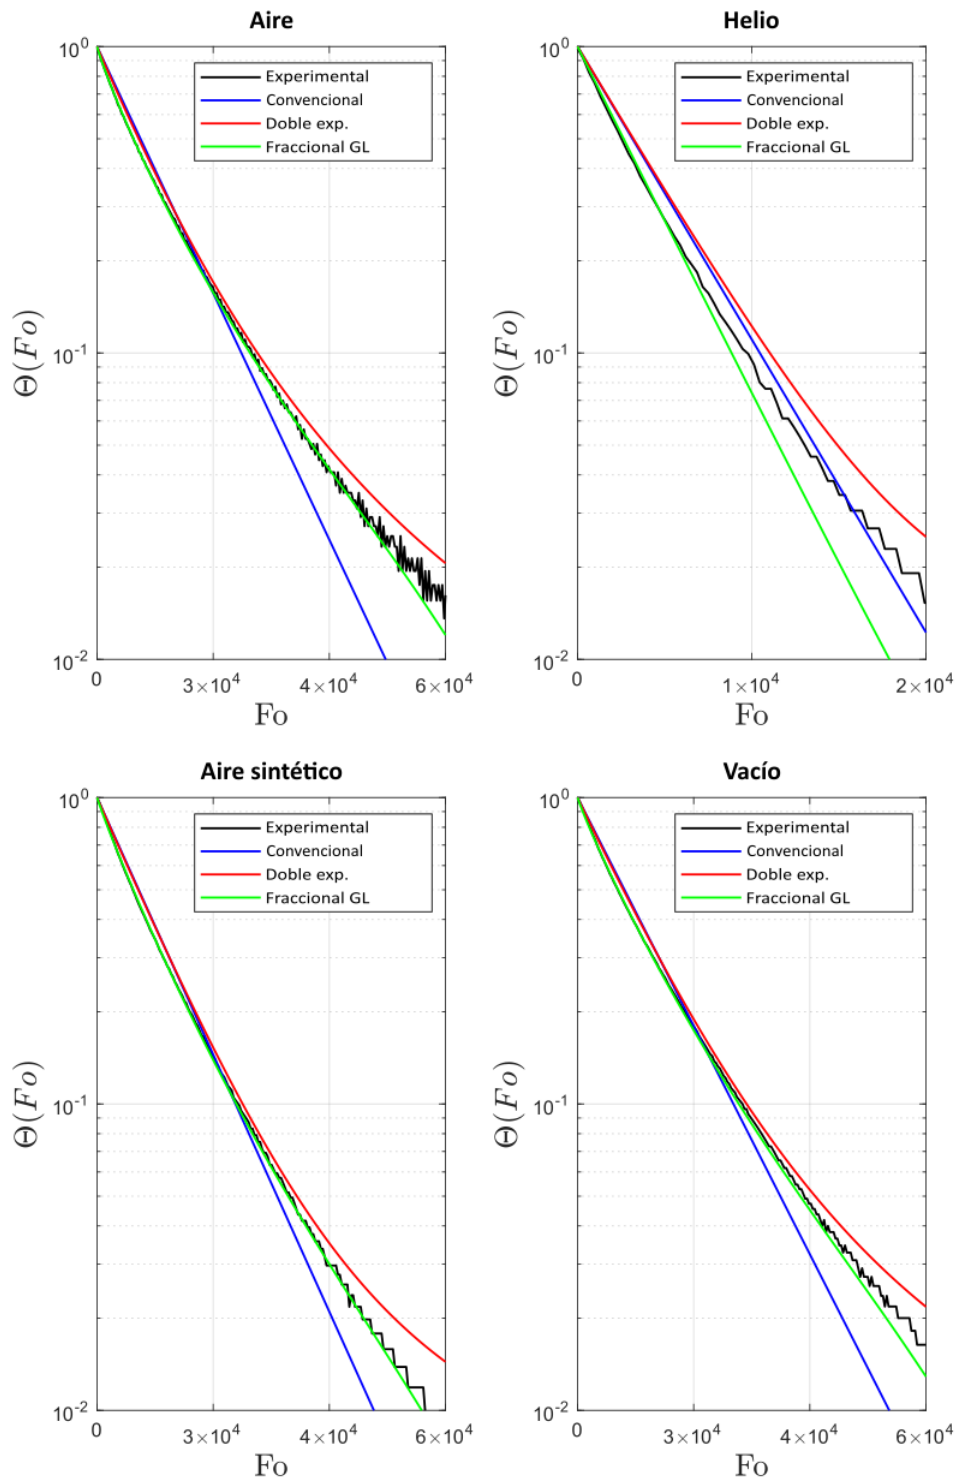 Aire
10^0
Experimental
Convencional
Doble exp.
Fraccional GL
10^-1
Θ(Fo)
10^-2
0
3×10^4
4×10^4
6×10^4
Fo
Helio
10^0
Experimental
Convencional
Doble exp.
Fraccional GL
10^-1
Θ(Fo)
10^-2
0
1×10^4
2×10^4
Fo
Aire sintético
10^0
Experimental
Convencional
Doble exp.
Fraccional GL
10^-1
Θ(Fo)
10^-2
0
3×10^4
4×10^4
6×10^4
Fo
Vacío
10^0
Experimental
Convencional
Doble exp.
Fraccional GL
10^-1
Θ(Fo)
10^-2
0
3×10^4
4×10^4
6×10^4
Fo